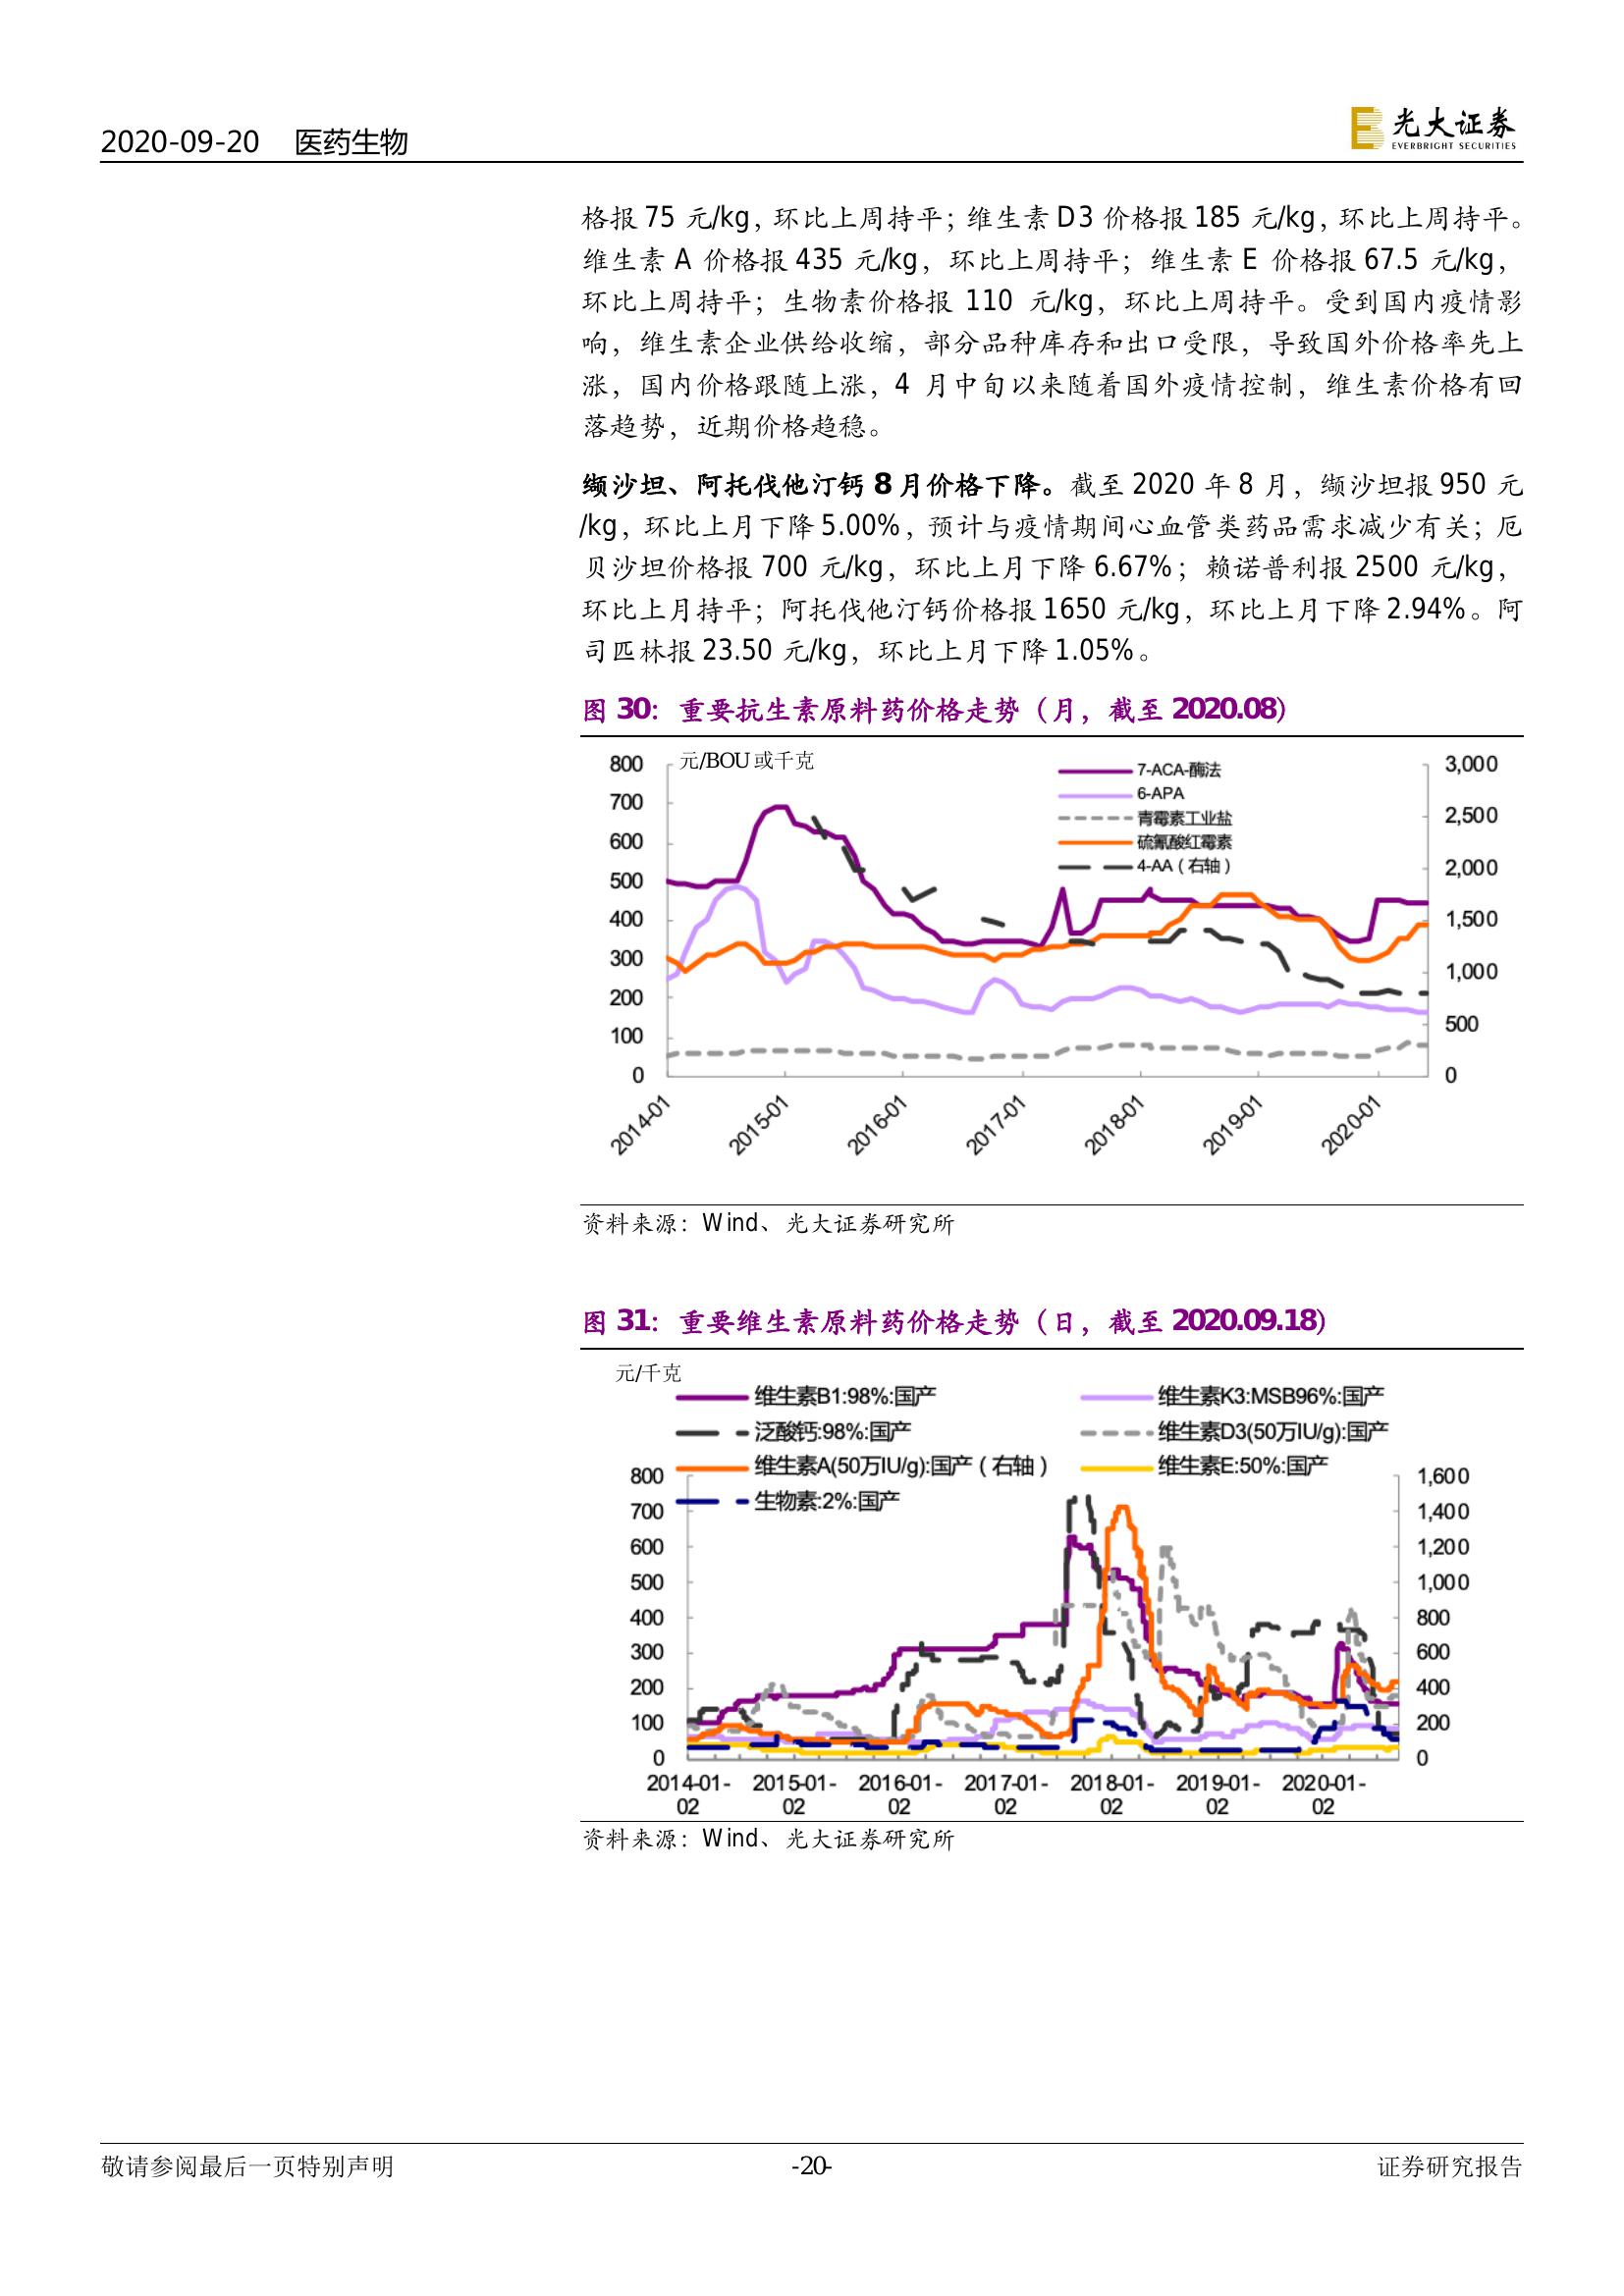 2020-09-20 医药生物
光大证券
EVERBRIGHT SECURITIES
格报 75 元/kg，环比上周持平；维生素 D3 价格报 185 元/kg，环比上周持平。
维生素 A 价格报 435 元/kg，环比上周持平；维生素 E 价格报 67.5 元/kg，
环比上周持平；生物素价格报 110 元/kg，环比上周持平。受到国内疫情影
响，维生素企业供给收缩，部分品种库存和出口受限，导致国外价格率先上
涨，国内价格跟随上涨，4 月中旬以来随着国外疫情控制，维生素价格有回
落趋势，近期价格趋稳。
缬沙坦、阿托伐他汀钙 8 月价格下降。截至 2020 年 8 月，缬沙坦报 950 元
/kg，环比上月下降 5.00%，预计与疫情期间心血管类药品需求减少有关；厄
贝沙坦价格报 700 元/kg，环比上月下降 6.67%；赖诺普利报 2500 元/kg，
环比上月持平；阿托伐他汀钙价格报 1650 元/kg，环比上月下降 2.94%。阿
司匹林报 23.50 元/kg，环比上月下降 1.05%。
图 30：重要抗生素原料药价格走势（月，截至 2020.08）
元/BOU 或千克
7-ACA-酶法
6-APA
青霉素工业盐
硫氰酸红霉素
4-AA（右轴）
800
700
600
500
400
300
200
100
0
3,000
2,500
2,000
1,500
1,000
500
0
2014-01 2015-01 2016-01 2017-01 2018-01 2019-01 2020-01
资料来源：Wind、光大证券研究所
图 31：重要维生素原料药价格走势（日，截至 2020.09.18）
元/千克
维生素B1:98%:国产 维生素K3:MSB96%:国产
泛酸钙:98%:国产 维生素D3(50万IU/g):国产
维生素A(50万IU/g):国产（右轴） 维生素E:50%:国产
生物素:2%:国产
800
700
600
500
400
300
200
100
0
1,600
1,400
1,200
1,000
800
600
400
200
0
2014-01- 2015-01- 2016-01- 2017-01- 2018-01- 2019-01- 2020-01-
02 02 02 02 02 02 02
资料来源：Wind、光大证券研究所
敬请参阅最后一页特别声明 -20- 证券研究报告